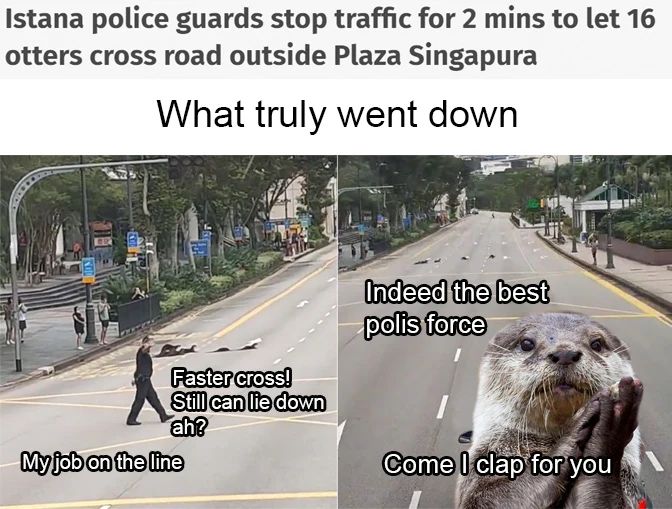 Istana police guards stop traffic for 2 mins to let 16
otters cross road outside Plaza Singapura
What truly went down
Faster cross!
Still can lie down
ah?
My job on the line
Indeed the best
polis force
Come I clap for you